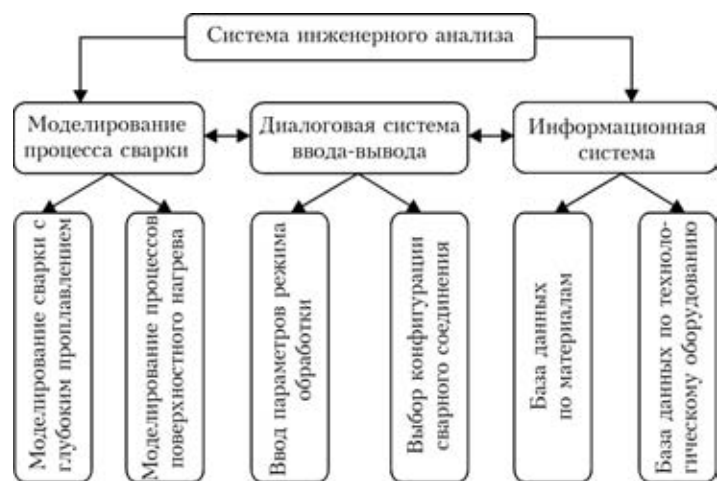 Система инженерного анализа
Моделирование
процесса сварки
Диалоговая система
ввода-вывода
Информационная
система
Моделирование сварки с
глубоким проплавлением
Моделирование процессов
поверхностного нагрева
Ввод параметров режима
обработки
Выбор конфигурации
сварного соединения
База данных
по материалам
База данных по техноло-
гическому оборудованию